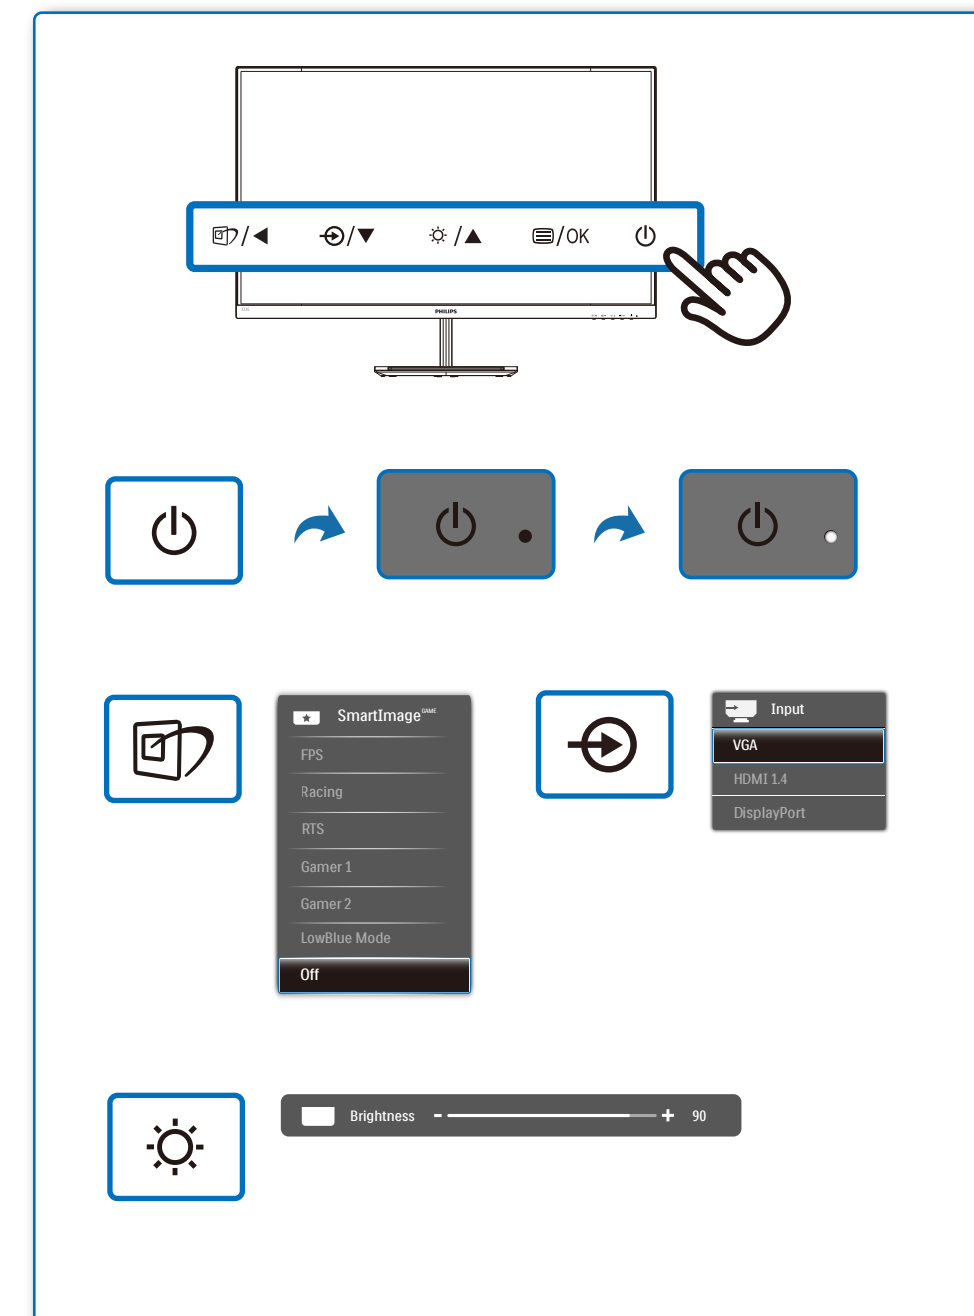 /OK
PHILIPS
SmartImage GAME
FPS
Racing
RTS
Gamer 1
Gamer 2
LowBlue Mode
Off
Input
VGA
HDMI 1.4
DisplayPort
Brightness - + 90